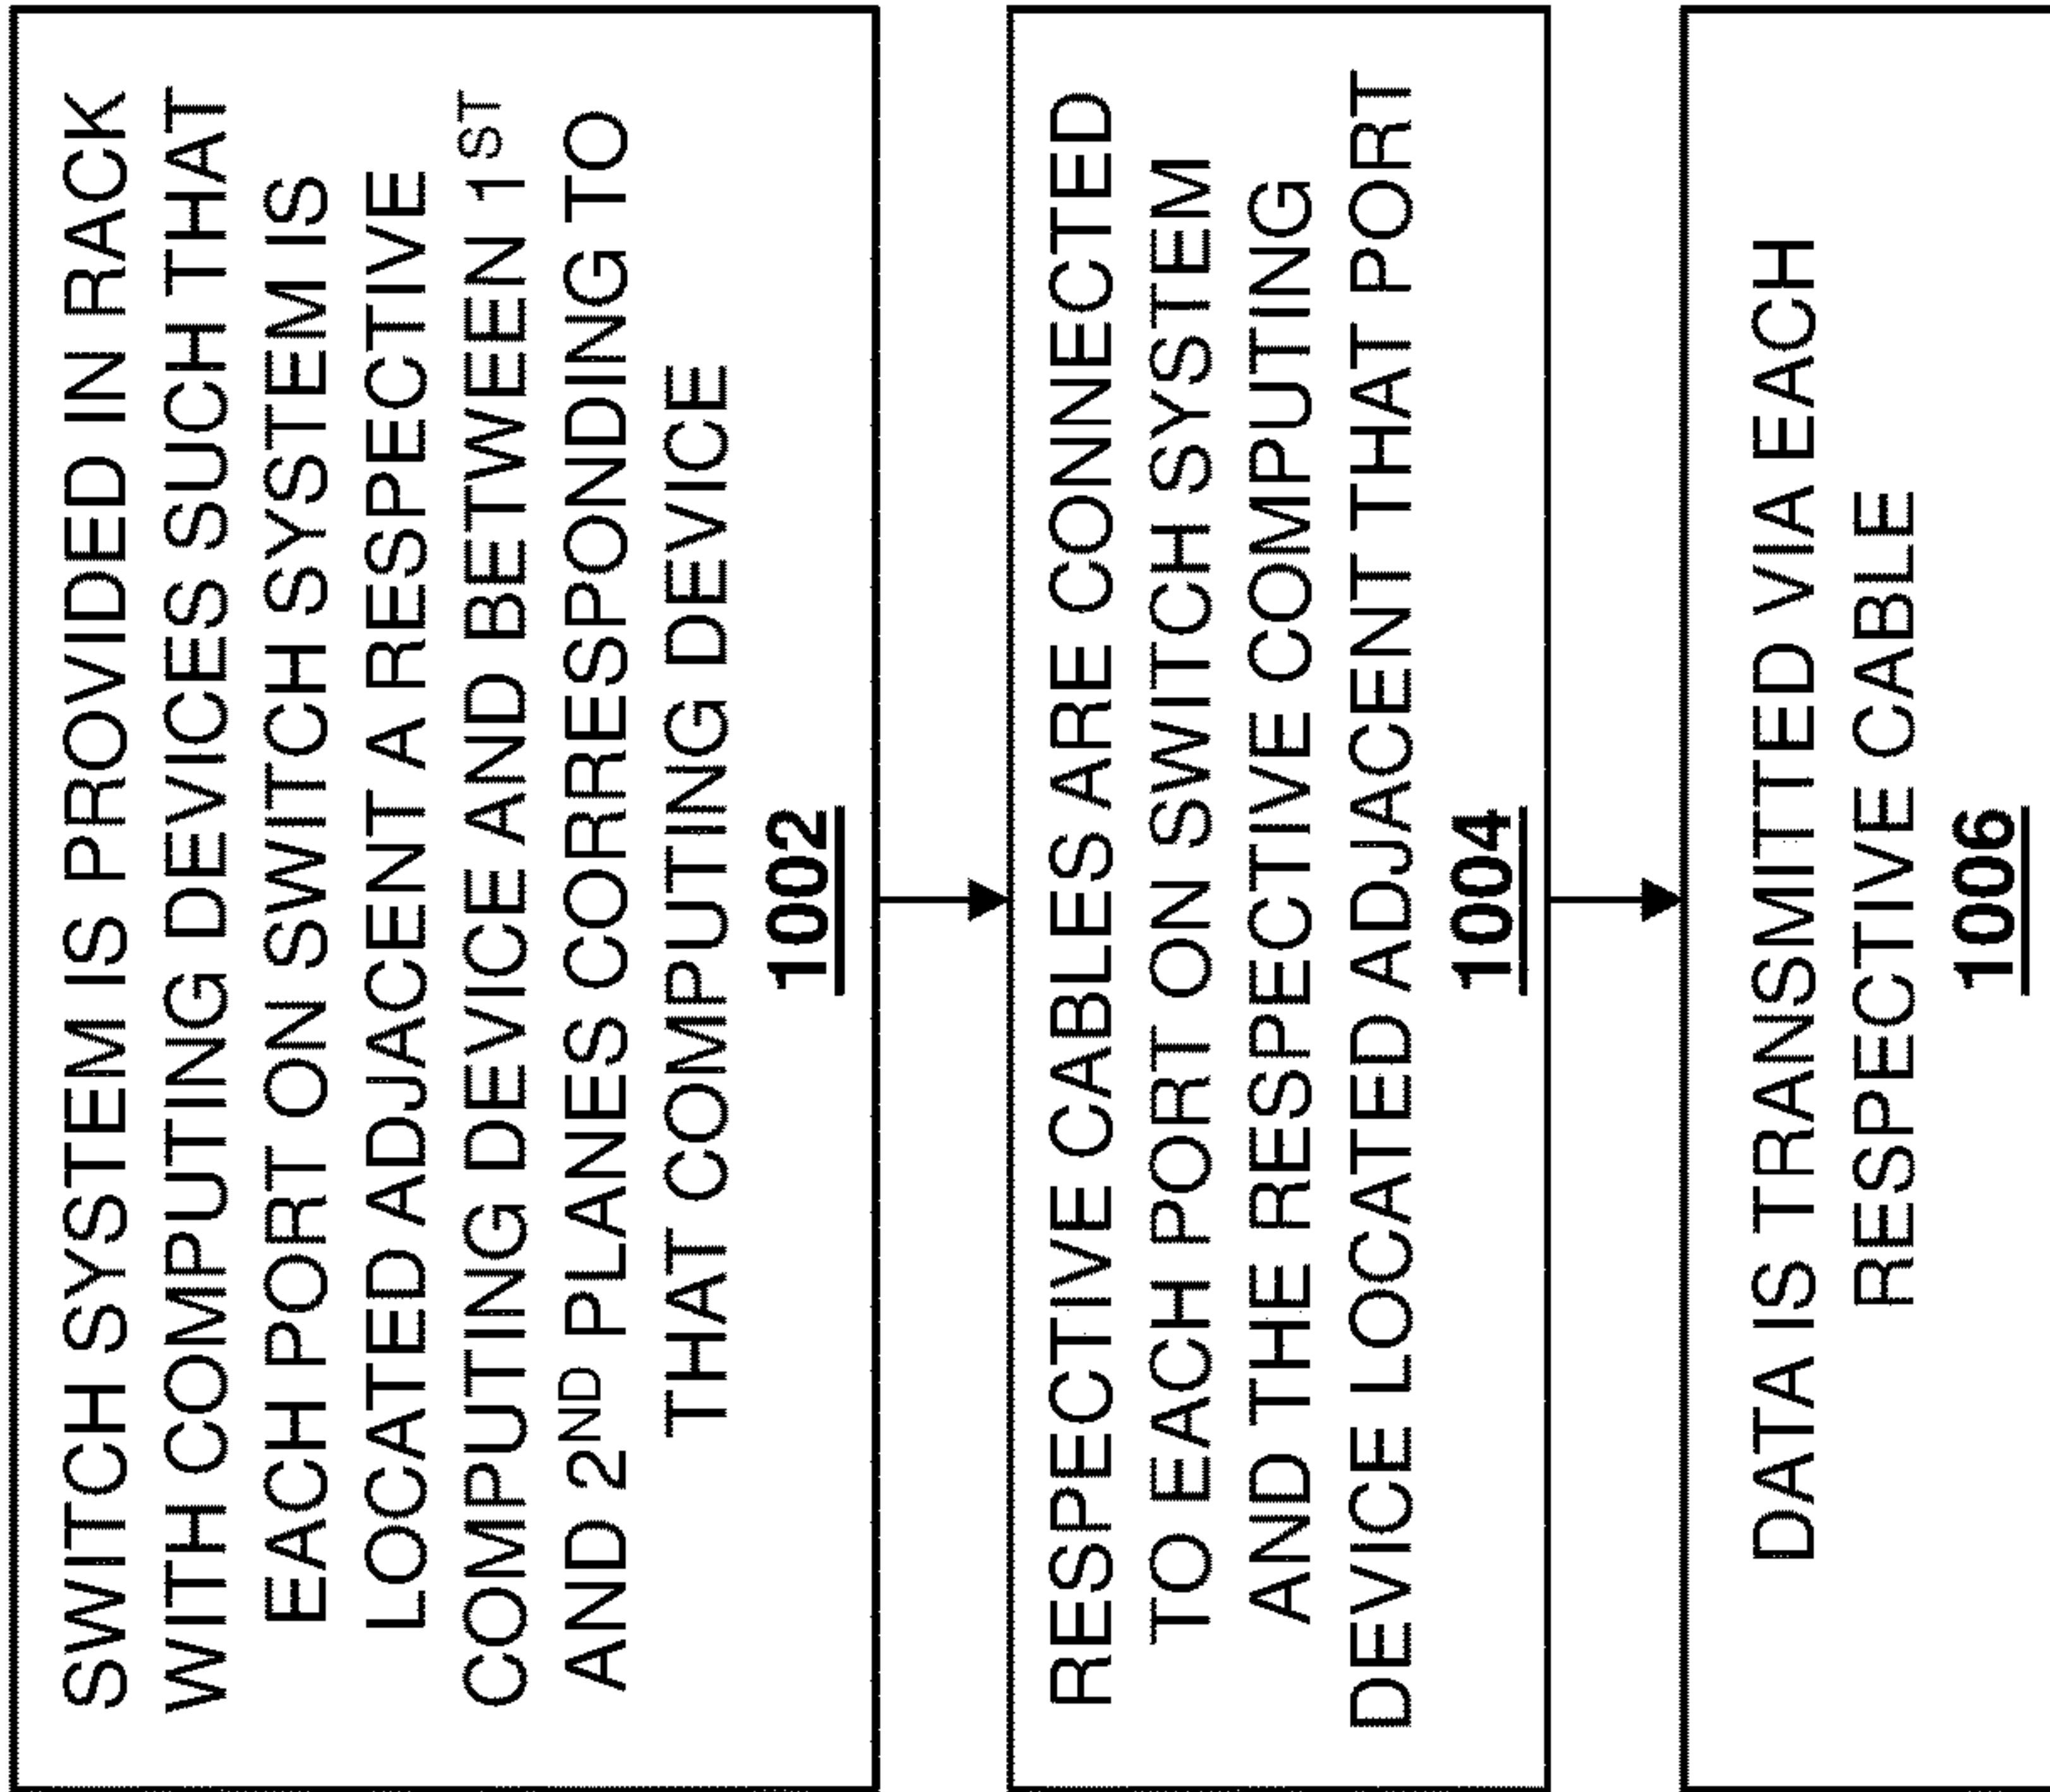 SWITCH SYSTEM IS PROVIDED IN RACK
WITH COMPUTING DEVICES SUCH THAT
EACH PORT ON SWITCH SYSTEM IS
LOCATED ADJACENT A RESPECTIVE
COMPUTING DEVICE AND BETWEEN 1ST
AND 2ND PLANES CORRESPONDING TO
THAT COMPUTING DEVICE
1002
RESPECTIVE CABLES ARE CONNECTED
TO EACH PORT ON SWITCH SYSTEM
AND THE RESPECTIVE COMPUTING
DEVICE LOCATED ADJACENT THAT PORT
1004
DATA IS TRANSMITTED VIA EACH
RESPECTIVE CABLE
1006